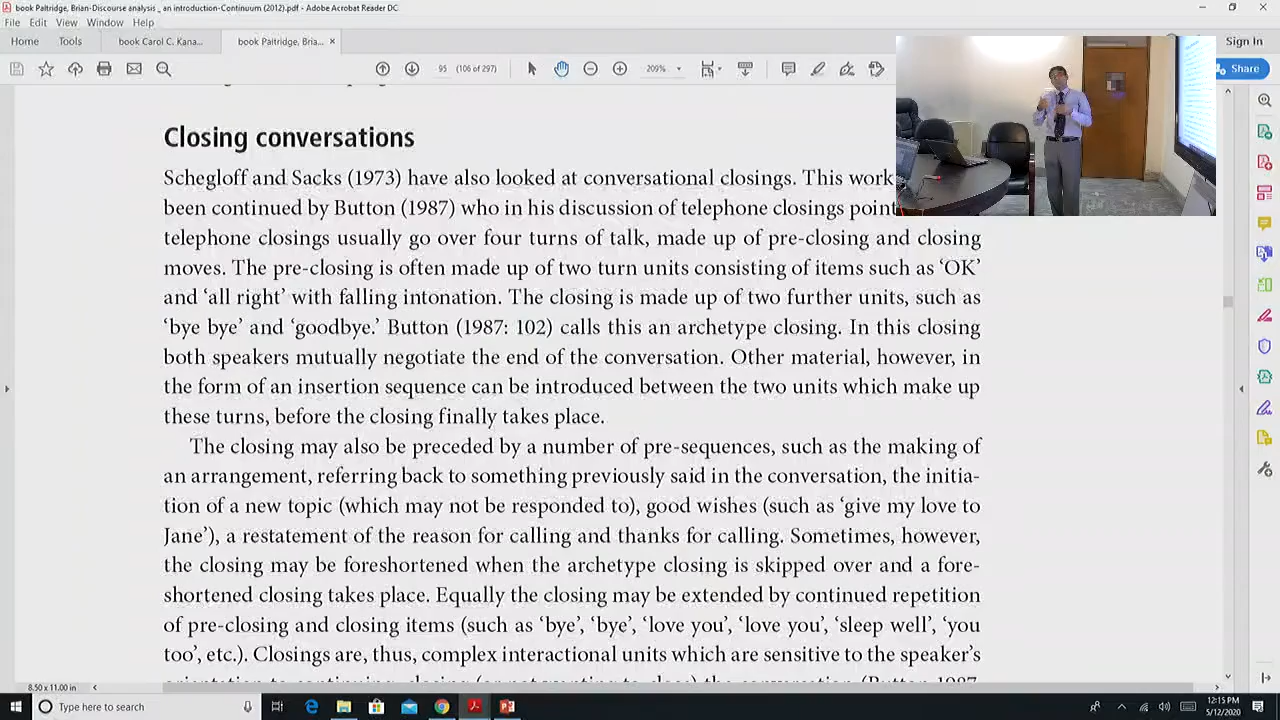 book Paltridge, Brian-Discourse analysis _ an introduction-Continuum (2012).pdf - Adobe Acrobat Reader DC
File Edit View Window Help
Home Tools book Carol C. Kana... book Paltridge, Brian... × Sign In
95 (106 of 297) 209% Share
Closing conversations
Schegloff and Sacks (1973) have also looked at conversational closings. This work
been continued by Button (1987) who in his discussion of telephone closings point
telephone closings usually go over four turns of talk, made up of pre-closing and closing
moves. The pre-closing is often made up of two turn units consisting of items such as ‘OK’
and ‘all right’ with falling intonation. The closing is made up of two further units, such as
‘bye bye’ and ‘goodbye.’ Button (1987: 102) calls this an archetype closing. In this closing
both speakers mutually negotiate the end of the conversation. Other material, however, in
the form of an insertion sequence can be introduced between the two units which make up
these turns, before the closing finally takes place.
The closing may also be preceded by a number of pre-sequences, such as the making of
an arrangement, referring back to something previously said in the conversation, the initia-
tion of a new topic (which may not be responded to), good wishes (such as ‘give my love to
Jane’), a restatement of the reason for calling and thanks for calling. Sometimes, however,
the closing may be foreshortened when the archetype closing is skipped over and a fore-
shortened closing takes place. Equally the closing may be extended by continued repetition
of pre-closing and closing items (such as ‘bye’, ‘bye’, ‘love you’, ‘love you’, ‘sleep well’, ‘you
too’, etc.). Closings are, thus, complex interactional units which are sensitive to the speaker’s
8.50 x 11.00 in
Type here to search
12:15 PM
5/12/2020